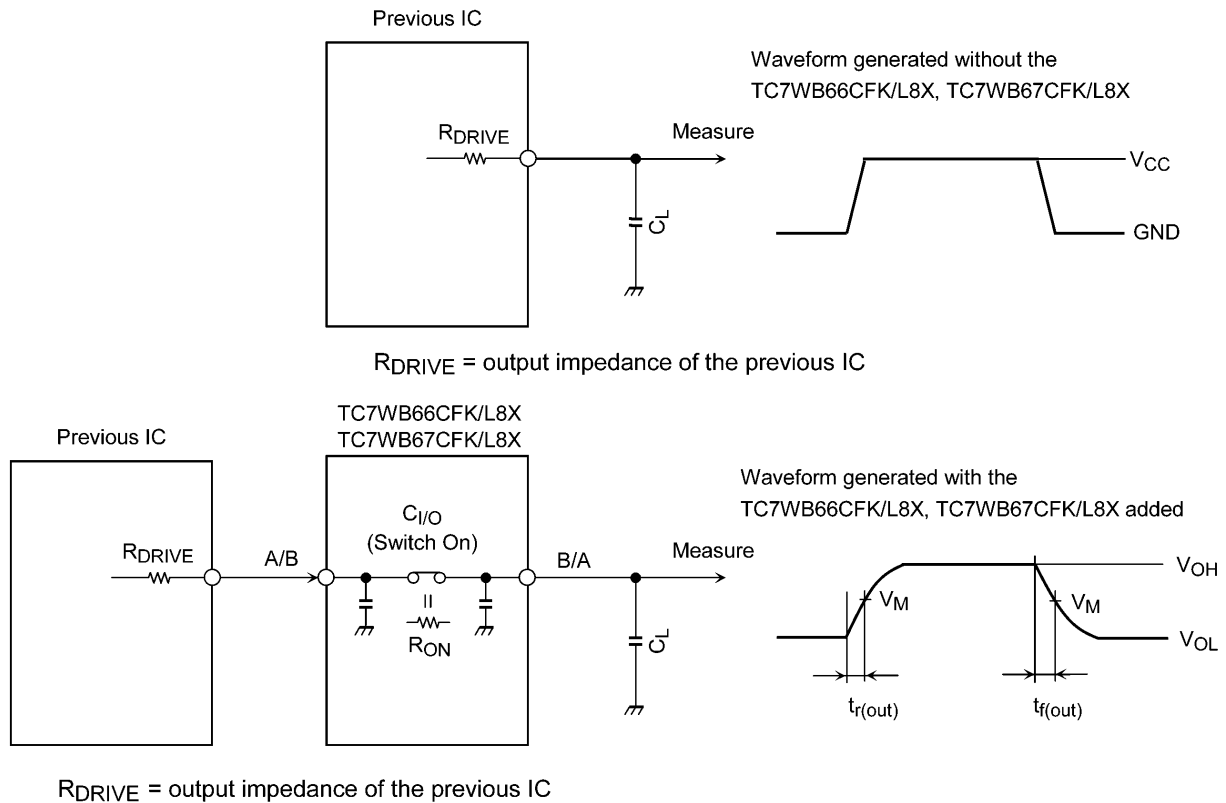 Previous IC
Waveform generated without the
TC7WB66CFK/L8X, TC7WB67CFK/L8X
RDRIVE
Measure
VCC
CL
GND
RDRIVE = output impedance of the previous IC
TC7WB66CFK/L8X
TC7WB67CFK/L8X
Previous IC
Waveform generated with the
TC7WB66CFK/L8X, TC7WB67CFK/L8X added
CI/O
(Switch On)
RDRIVE
A/B
B/A
Measure
VOH
VM
VM
RON
CL
VOL
tr(out)
tf(out)
RDRIVE = output impedance of the previous IC